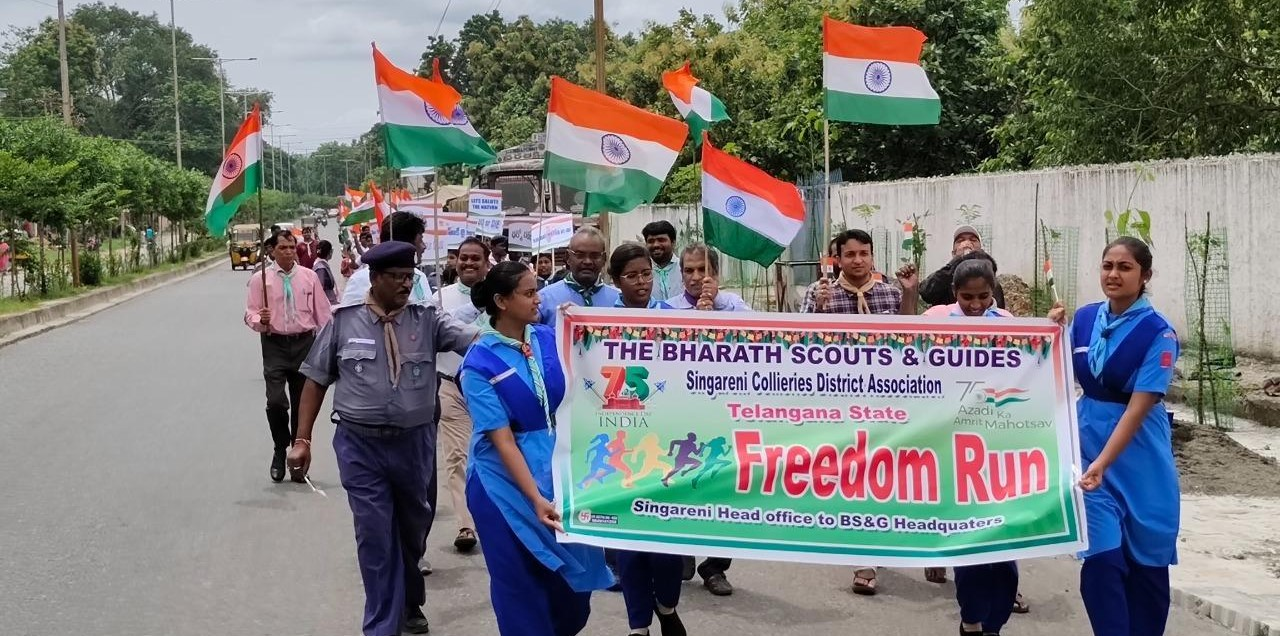 LET'S SALUTE
THE NATION
THE BHARATH SCOUTS & GUIDES
Singareni Collieries District Association
75
INDEPENDENCE DAY
INDIA
Telangana State
75
Azadi Ka
Amrit Mahotsav
Freedom Run
Singareni Head office to BS&G Headquaters